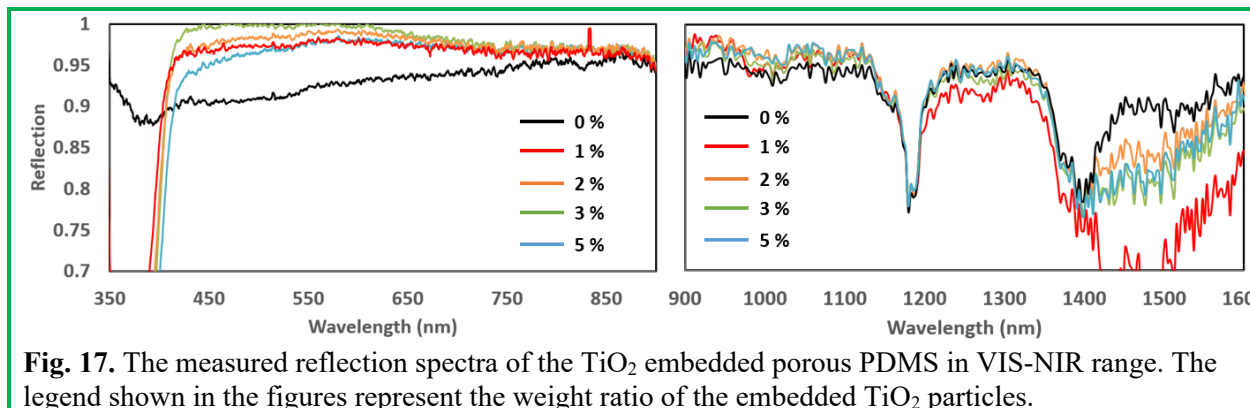 1
0.95
0.9
0.85
0.8
0.75
0.7
Reflection
0 %
1 %
2 %
3 %
5 %
350 450 550 650 750 850
Wavelength (nm)
0 %
1 %
2 %
3 %
5 %
900 1000 1100 1200 1300 1400 1500 160
Wavelength (nm)
Fig. 17. The measured reflection spectra of the TiO₂ embedded porous PDMS in VIS-NIR range. The
legend shown in the figures represent the weight ratio of the embedded TiO₂ particles.